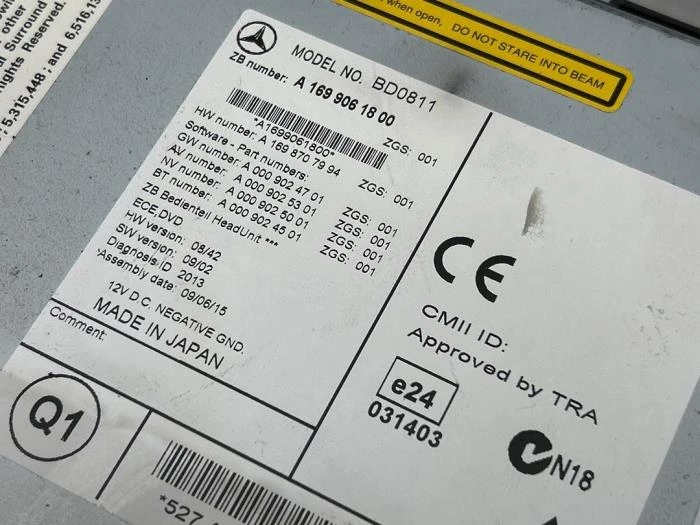 other
l Surround
ghts Reserved.
5,315,448 ; and 6,516,13
when open, DO NOT STARE INTO BEAM
MODEL NO. BD0811
ZB number: A 169 906 18 00
*A1699061800*
ZGS: 001
HW number: A 169 870 79 94 ZGS: 001
Software - Part numbers:
GW number: A 000 902 47 01 ZGS: 001
AV number: A 000 902 53 01 ZGS: 001
NV number: A 000 902 50 01 ZGS: 001
BT number: A 000 902 45 01 ZGS: 001
ZB Bedienteil HeadUnit ***
ECE,DVD
HW version: 08/42
SW version: 09/02
Diagnosis ID 2013
*Assembly date: 09/06/15
12V D.C. NEGATIVE GND.
MADE IN JAPAN
Comment:
Q1
*527
CE
CMII ID:
Approved by TRA
e24
031403
N18